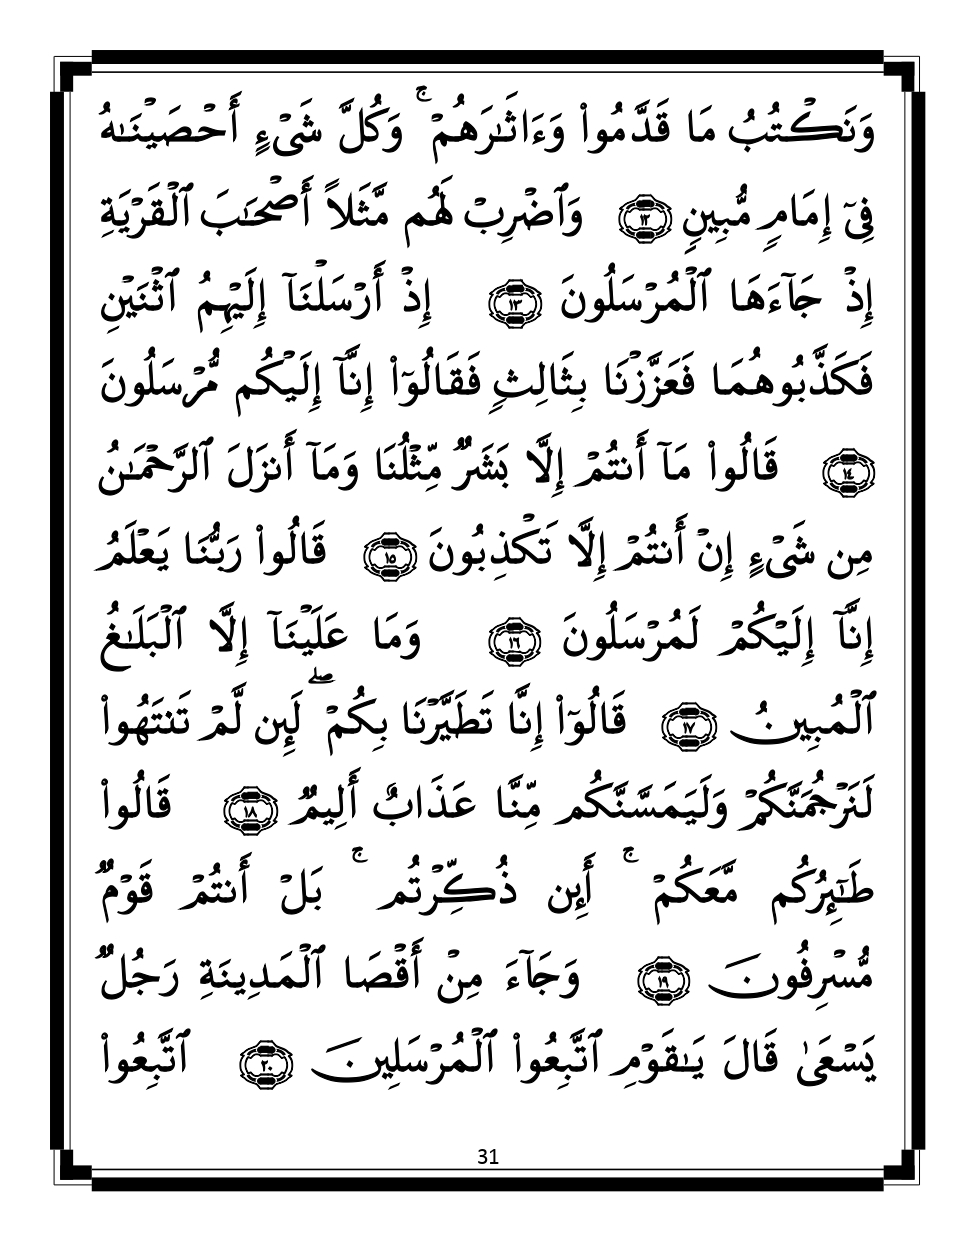 وَنَكْتُبُ مَا قَدَّمُوا۟ وَءَاثَـٰرَهُمْ ۚ وَكُلَّ شَىْءٍ أَحْصَيْنَـٰهُ
فِىٓ إِمَامٍ مُّبِينٍ ١٢ وَٱضْرِبْ لَهُم مَّثَلاً أَصْحَـٰبَ ٱلْقَرْيَةِ
إِذْ جَآءَهَا ٱلْمُرْسَلُونَ ١٣ إِذْ أَرْسَلْنَآ إِلَيْهِمُ ٱثْنَيْنِ
فَكَذَّبُوهُمَا فَعَزَّزْنَا بِثَالِثٍ فَقَالُوٓا۟ إِنَّآ إِلَيْكُم مُّرْسَلُونَ
١٤ قَالُوا۟ مَآ أَنتُمْ إِلَّا بَشَرٌ مِّثْلُنَا وَمَآ أَنزَلَ ٱلرَّحْمَـٰنُ
مِن شَىْءٍ إِنْ أَنتُمْ إِلَّا تَكْذِبُونَ ١٥ قَالُوا۟ رَبُّنَا يَعْلَمُ
إِنَّآ إِلَيْكُمْ لَمُرْسَلُونَ ١٦ وَمَا عَلَيْنَآ إِلَّا ٱلْبَلَـٰغُ
ٱلْمُبِينُ ١٧ قَالُوٓا۟ إِنَّا تَطَيَّرْنَا بِكُمْ ۖ لَئِن لَّمْ تَنتَهُوا۟
لَنَرْجُمَنَّكُمْ وَلَيَمَسَّنَّكُم مِّنَّا عَذَابٌ أَلِيمٌ ١٨ قَالُوا۟
طَـٰٓئِرُكُم مَّعَكُمْ ۚ أَئِن ذُكِّرْتُم ۚ بَلْ أَنتُمْ قَوْمٌ
مُّسْرِفُونَ ١٩ وَجَآءَ مِنْ أَقْصَا ٱلْمَدِينَةِ رَجُلٌ
يَسْعَىٰ قَالَ يَـٰقَوْمِ ٱتَّبِعُوا۟ ٱلْمُرْسَلِينَ ٢٠ ٱتَّبِعُوا۟
31